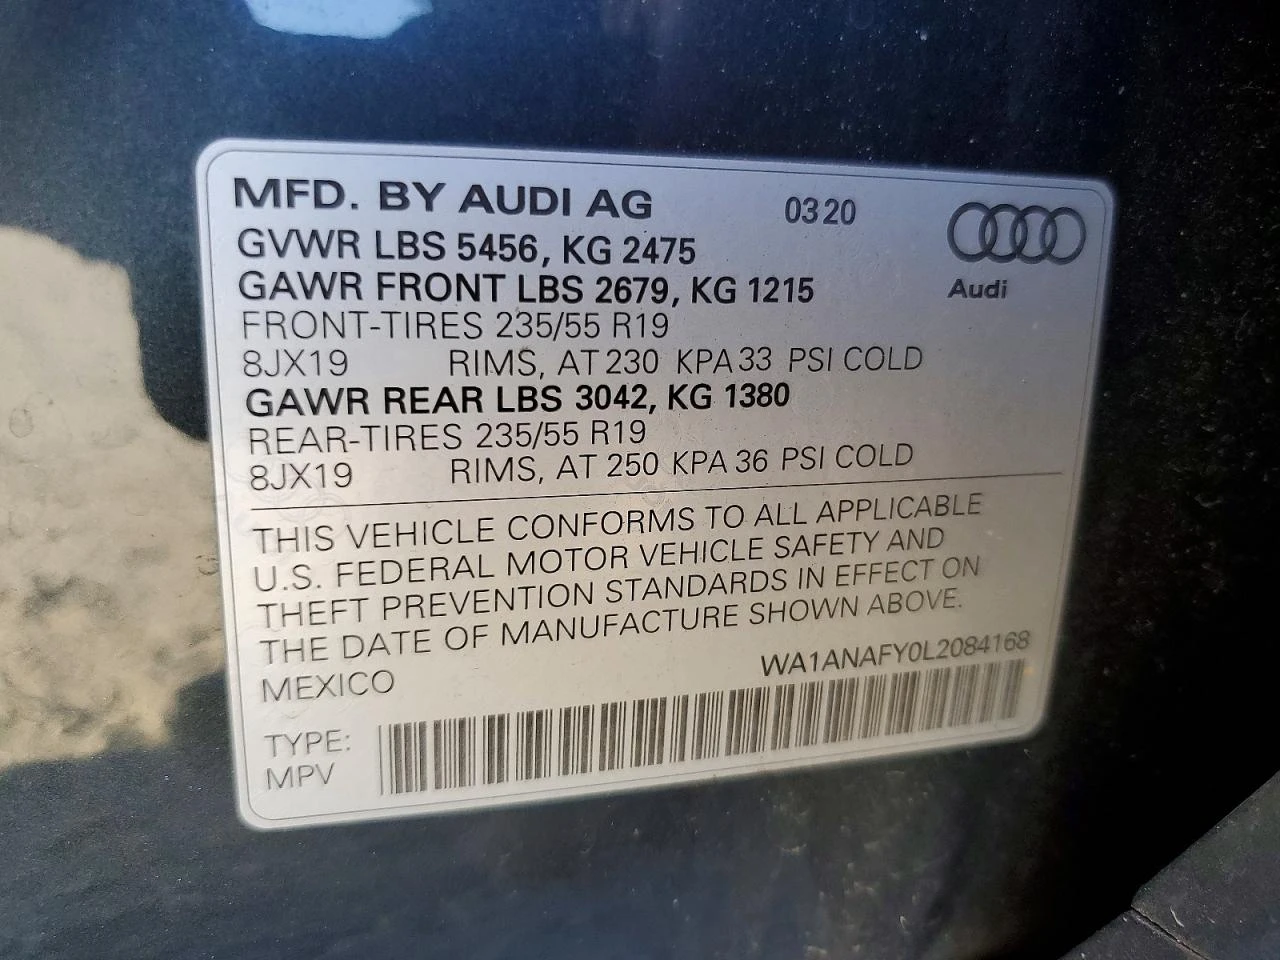 MFD. BY AUDI AG 0320
GVWR LBS 5456, KG 2475
GAWR FRONT LBS 2679, KG 1215
Audi
FRONT-TIRES 235/55 R19
8JX19 RIMS, AT 230 KPA 33 PSI COLD
GAWR REAR LBS 3042, KG 1380
REAR-TIRES 235/55 R19
8JX19 RIMS, AT 250 KPA 36 PSI COLD
THIS VEHICLE CONFORMS TO ALL APPLICABLE
U.S. FEDERAL MOTOR VEHICLE SAFETY AND
THEFT PREVENTION STANDARDS IN EFFECT ON
THE DATE OF MANUFACTURE SHOWN ABOVE.
MEXICO WA1ANAFY0L2084168
TYPE:
MPV